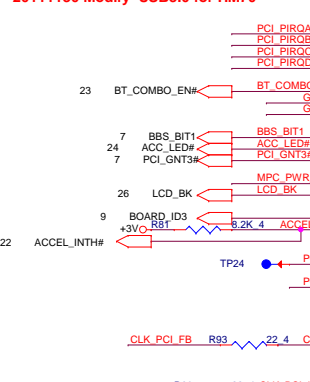 PCI_PIRQA
PCI_PIRQB
PCI_PIRQC
PCI_PIRQD
23 BT_COMBO_EN# BT_COMBO
G
G
7 BBS_BIT1 BBS_BIT1
24 ACC_LED# ACC_LED#
7 PCI_GNT3# PCI_GNT3#
MPC_PWR
26 LCD_BK LCD_BK
9 BOARD_ID3
+3V R81 8.2K_4 ACCEL
22 ACCEL_INTH#
TP24 P
P
CLK_PCI_FB R93 22_4 C